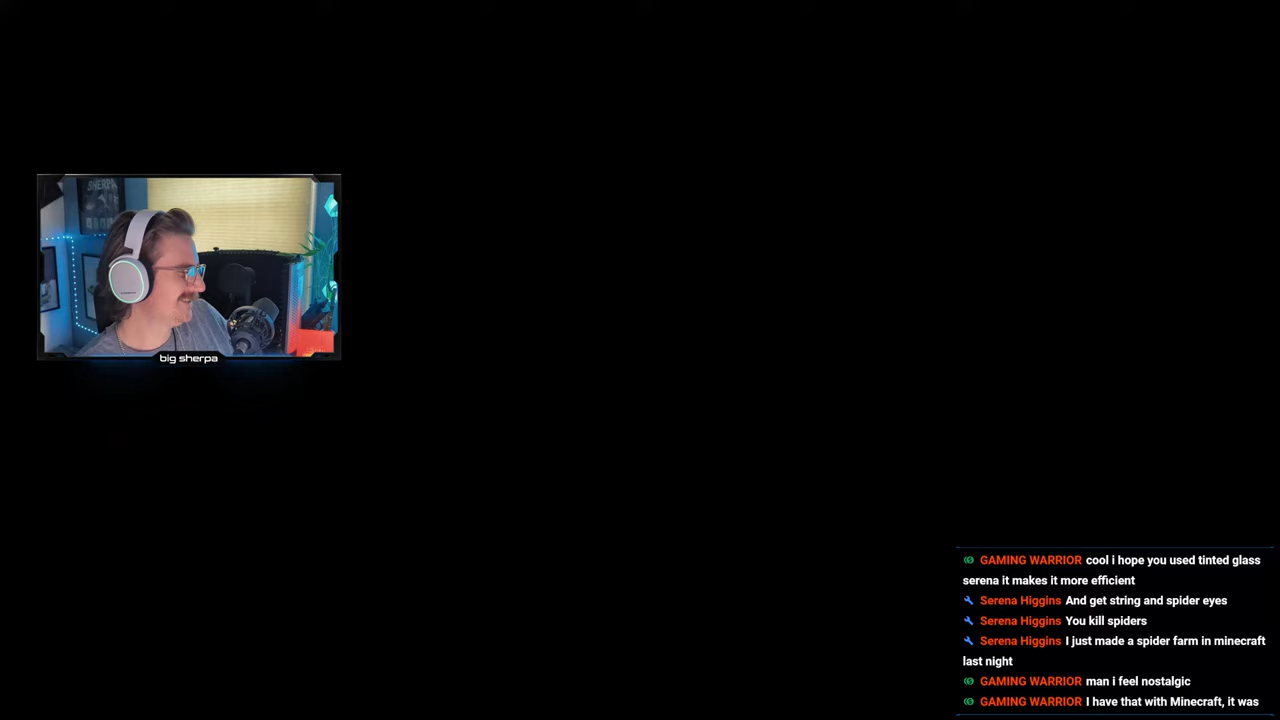 SHERPA
big sherpa
GAMING WARRIOR cool i hope you used tinted glass
serena it makes it more efficient
Serena Higgins And get string and spider eyes
Serena Higgins You kill spiders
Serena Higgins I just made a spider farm in minecraft
last night
GAMING WARRIOR man i feel nostalgic
GAMING WARRIOR I have that with Minecraft, it was